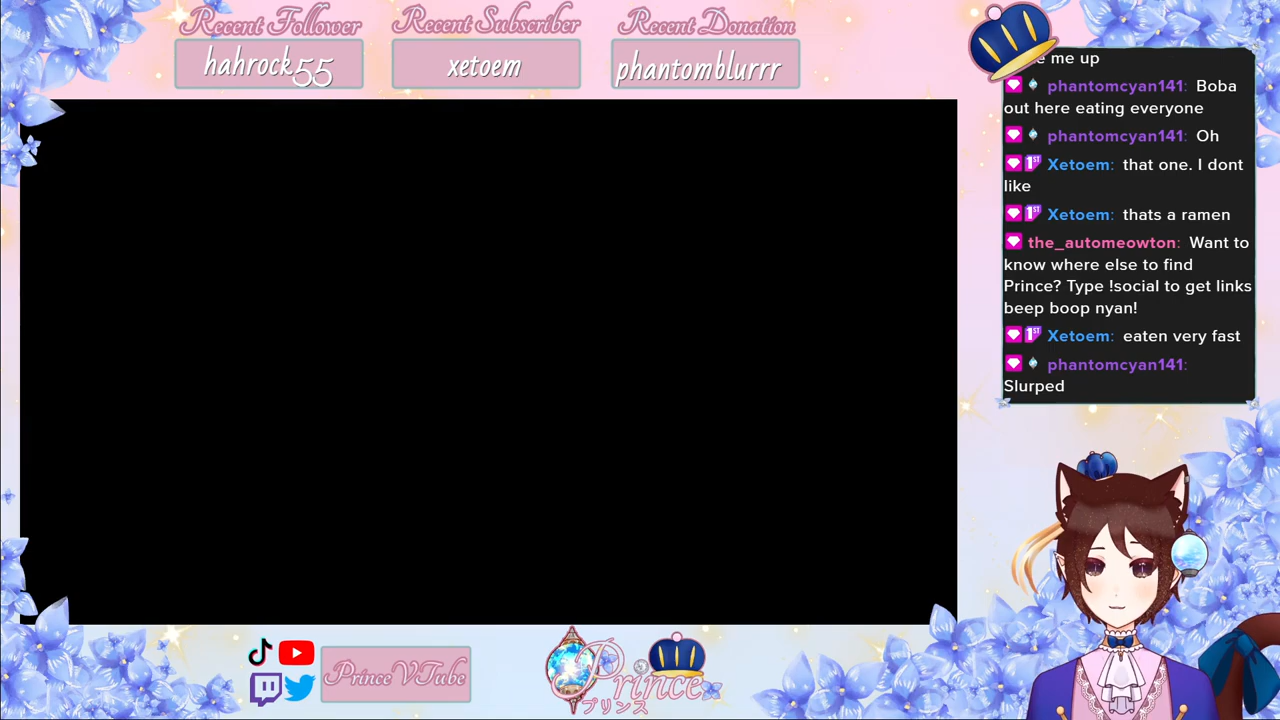 Recent Follower
Recent Subscriber
Recent Donation
hahrock55
xetoem
phantomblurrr
me up
phantomcyan141: Boba
out here eating everyone
phantomcyan141: Oh
1ST Xetoem: that one. I dont
like
1ST Xetoem: thats a ramen
the_automeowton: Want to
know where else to find
Prince? Type !social to get links
beep boop nyan!
1ST Xetoem: eaten very fast
phantomcyan141:
Slurped
Prince VTube
Prince
プリンス